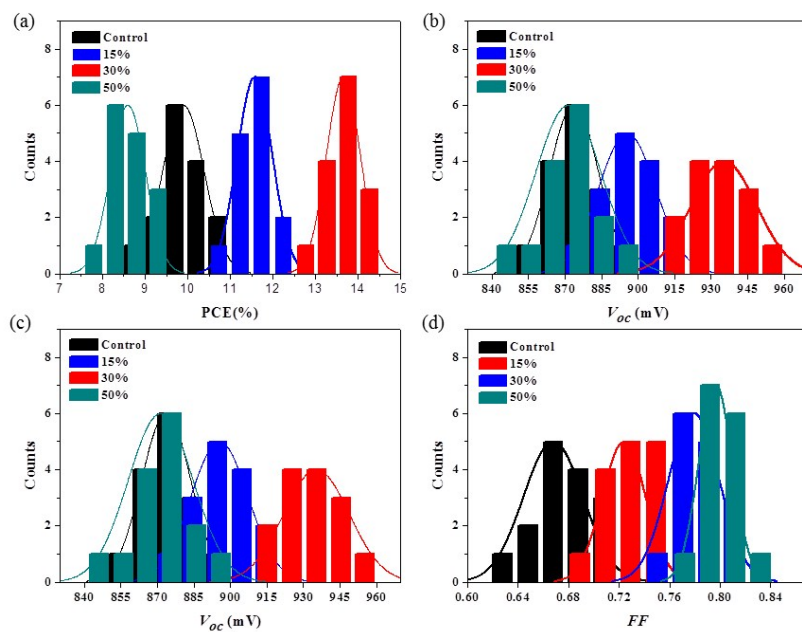 (a)
Control
15%
30%
50%
8
6
4
2
0
Counts
7 8 9 10 11 12 13 14 15
PCE(%)
(b)
Control
15%
30%
50%
8
6
4
2
0
Counts
840 855 870 885 900 915 930 945 960
Voc (mV)
(c)
Control
15%
30%
50%
8
6
4
2
0
Counts
840 855 870 885 900 915 930 945 960
Voc (mV)
(d)
Control
15%
30%
50%
8
6
4
2
0
Counts
0.60 0.64 0.68 0.72 0.76 0.80 0.84
FF